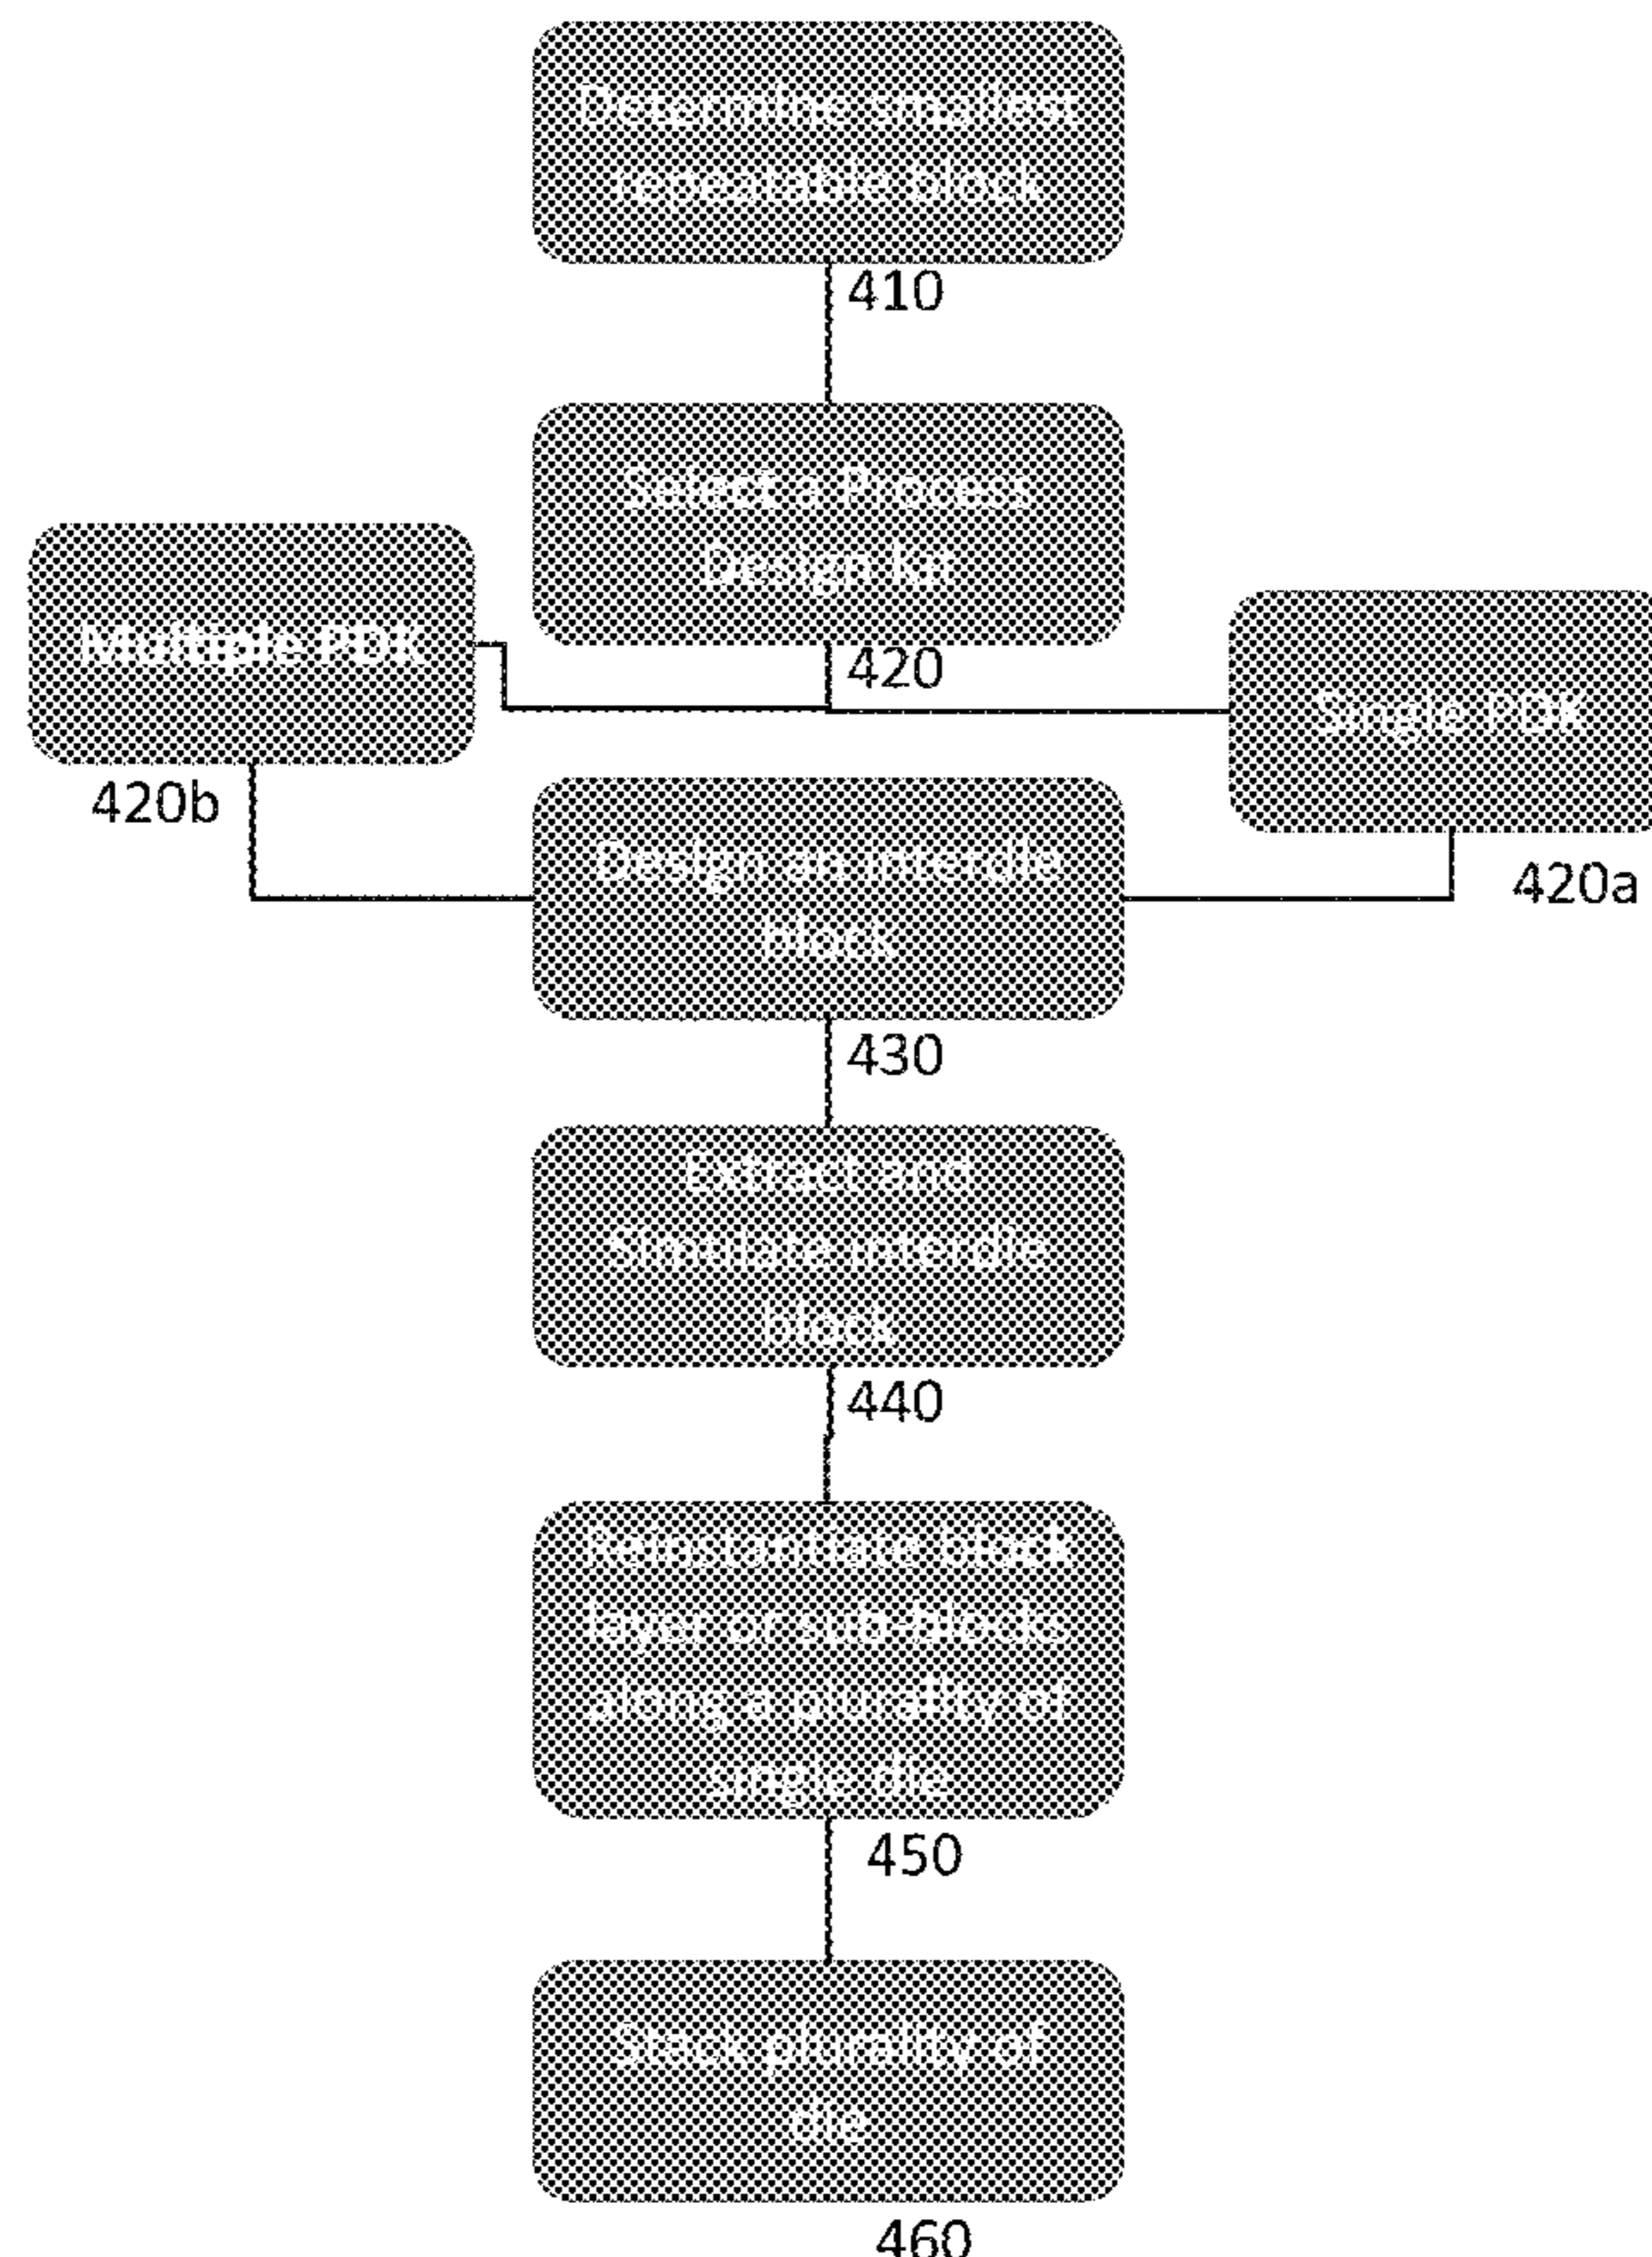 Determine smallest
repeatable block
410
Select a Process
Design Kit
420
Multiple PDK
420b
Single PDK
420a
Design an interdie
block
430
Extract and
Simulate interdie
block
440
Reinstantiate block
layer or sub-blocks
along a plurality of
single die
450
Stack plurality of
die
460